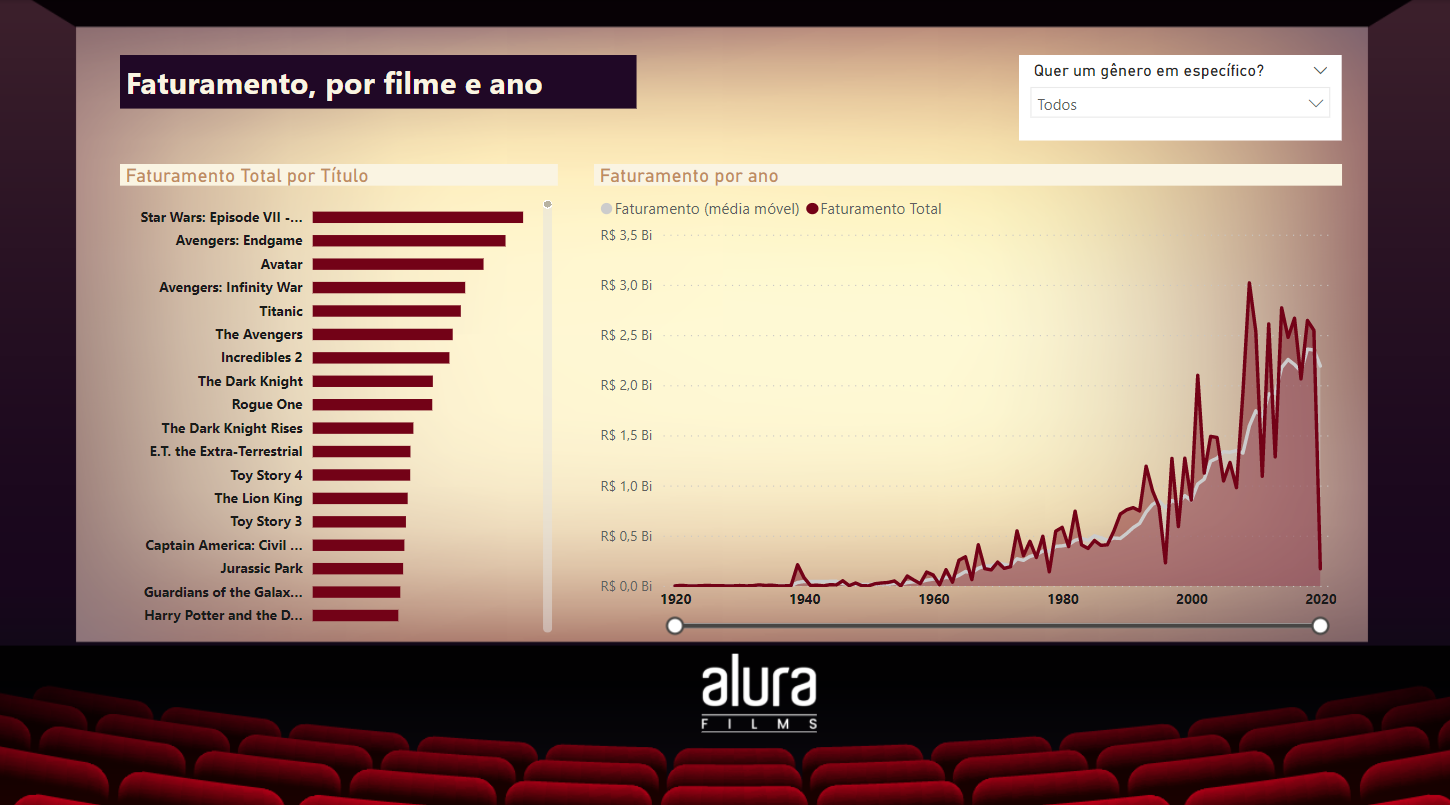 Faturamento, por filme e ano
Quer um gênero em específico?
Todos
Faturamento Total por Título
Star Wars: Episode VII -...
Avengers: Endgame
Avatar
Avengers: Infinity War
Titanic
The Avengers
Incredibles 2
The Dark Knight
Rogue One
The Dark Knight Rises
E.T. the Extra-Terrestrial
Toy Story 4
The Lion King
Toy Story 3
Captain America: Civil ...
Jurassic Park
Guardians of the Galax...
Harry Potter and the D...
Faturamento por ano
Faturamento (média móvel) Faturamento Total
R$ 3,5 Bi
R$ 3,0 Bi
R$ 2,5 Bi
R$ 2,0 Bi
R$ 1,5 Bi
R$ 1,0 Bi
R$ 0,5 Bi
R$ 0,0 Bi
1920 1940 1960 1980 2000 2020
alura
FILMS